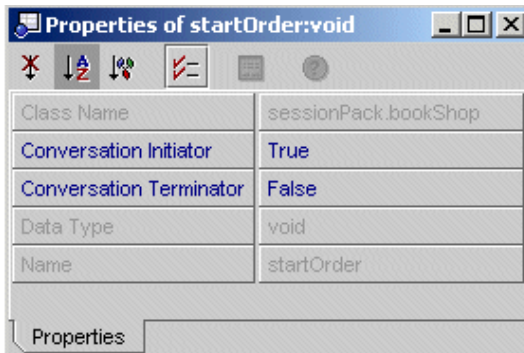 Properties of startOrder:void
Class Name sessionPack.bookShop
Conversation Initiator True
Conversation Terminator False
Data Type void
Name startOrder
Properties